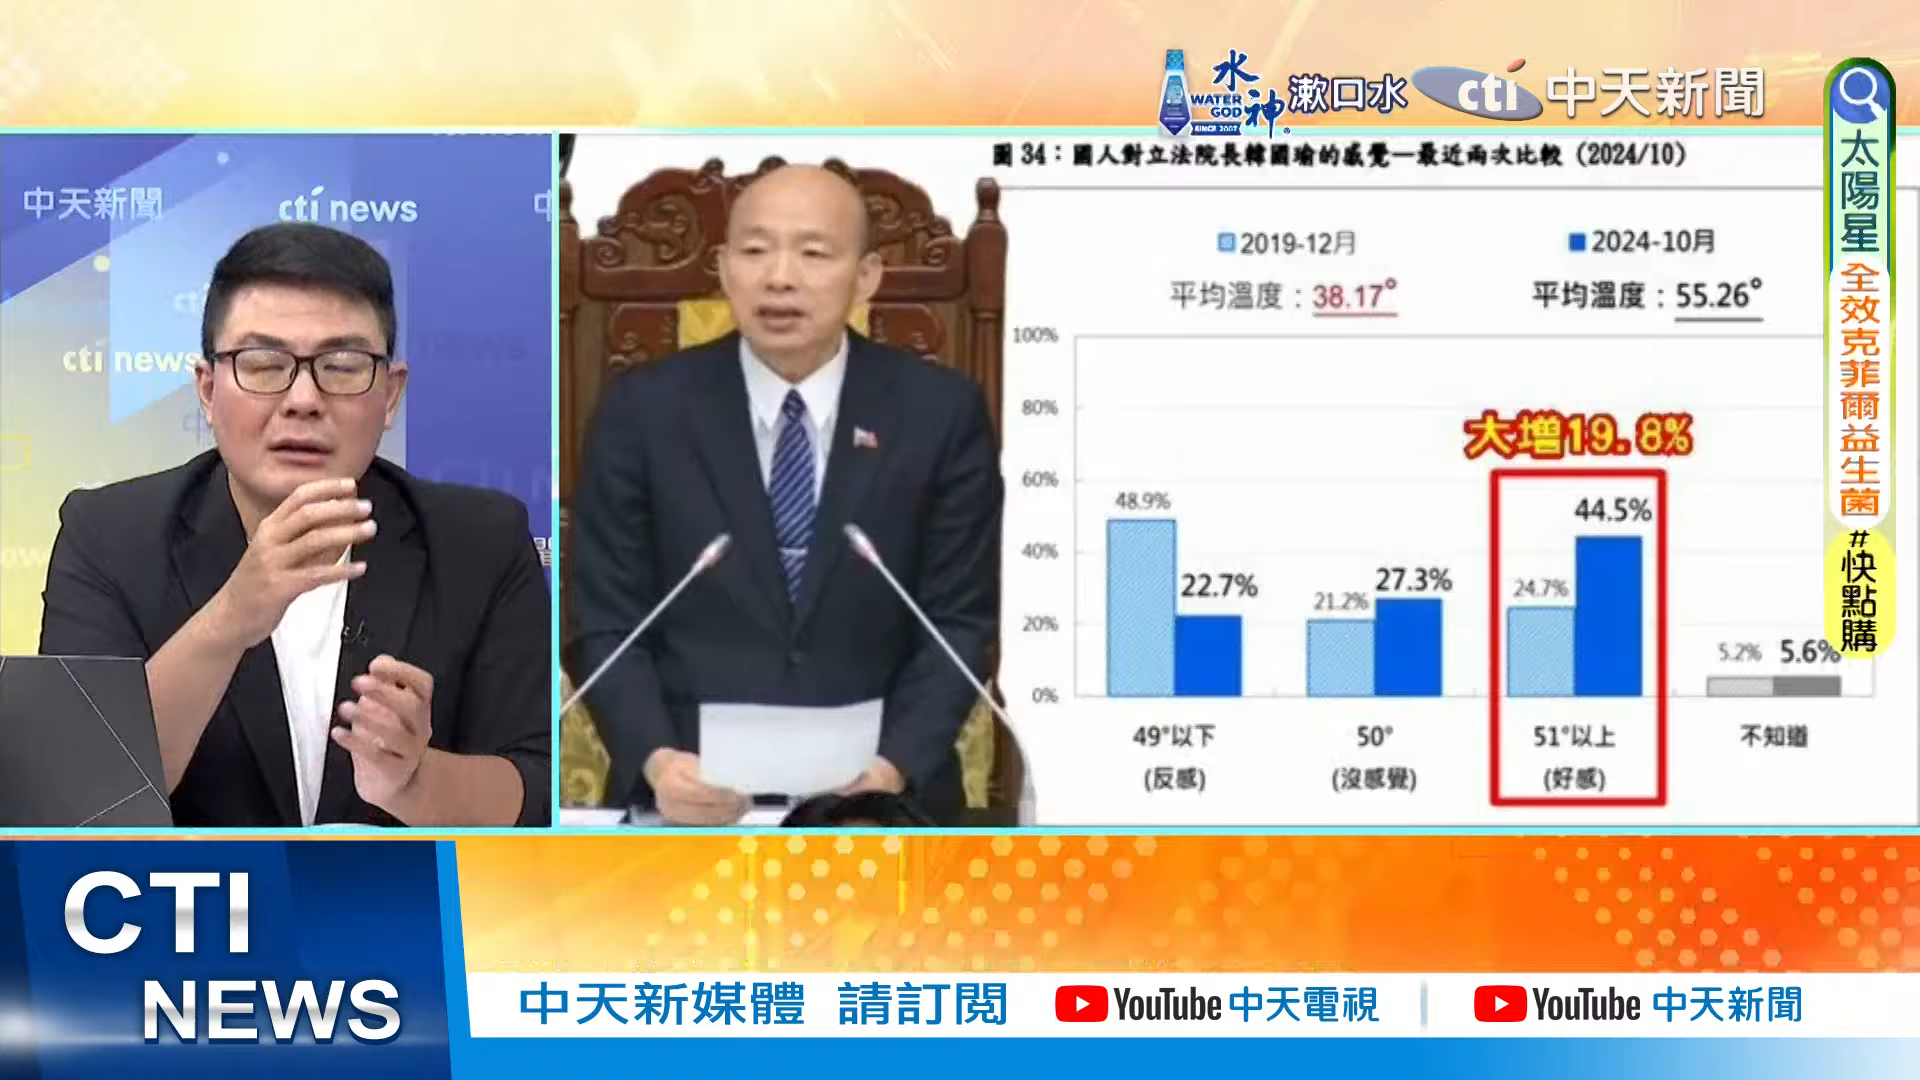 水神
WATER GOD
SINCE 2007
漱口水
cti 中天新聞
太陽星
全效克菲爾益生菌
#快點購
中天新聞
cti news
cti news
圖 34：國人對立法院長韓國瑜的感覺—最近兩次比較 (2024/10)
2019-12月
2024-10月
平均溫度：38.17°
平均溫度：55.26°
100%
80%
60%
40%
20%
0%
大增19.8%
48.9%
22.7%
21.2%
27.3%
24.7%
44.5%
5.2%
5.6%
49°以下
(反感)
50°
(沒感覺)
51°以上
(好感)
不知道
CTI
NEWS
中天新媒體 請訂閱
YouTube 中天電視
YouTube 中天新聞